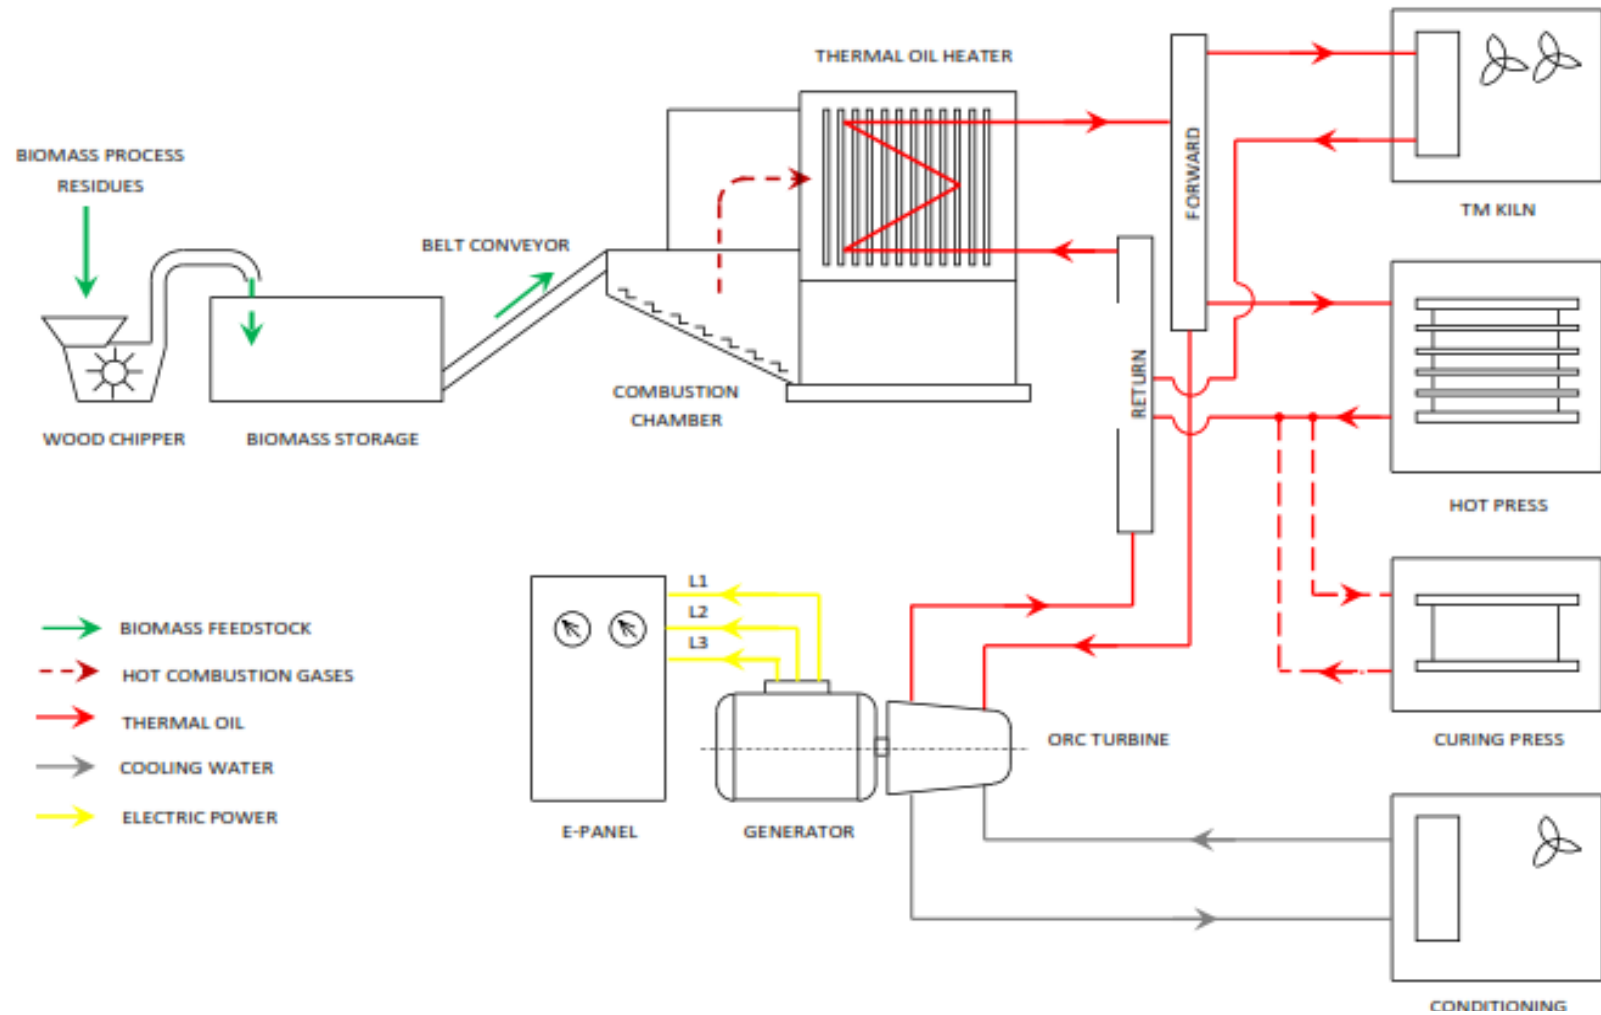 THERMAL OIL HEATER
BIOMASS PROCESS
RESIDUES
FORWARD
TM KILN
BELT CONVEYOR
RETURN
COMBUSTION
CHAMBER
WOOD CHIPPER
BIOMASS STORAGE
HOT PRESS
L1
L2
L3
BIOMASS FEEDSTOCK
HOT COMBUSTION GASES
THERMAL OIL
COOLING WATER
ELECTRIC POWER
ORC TURBINE
CURING PRESS
E-PANEL
GENERATOR
CONDITIONING